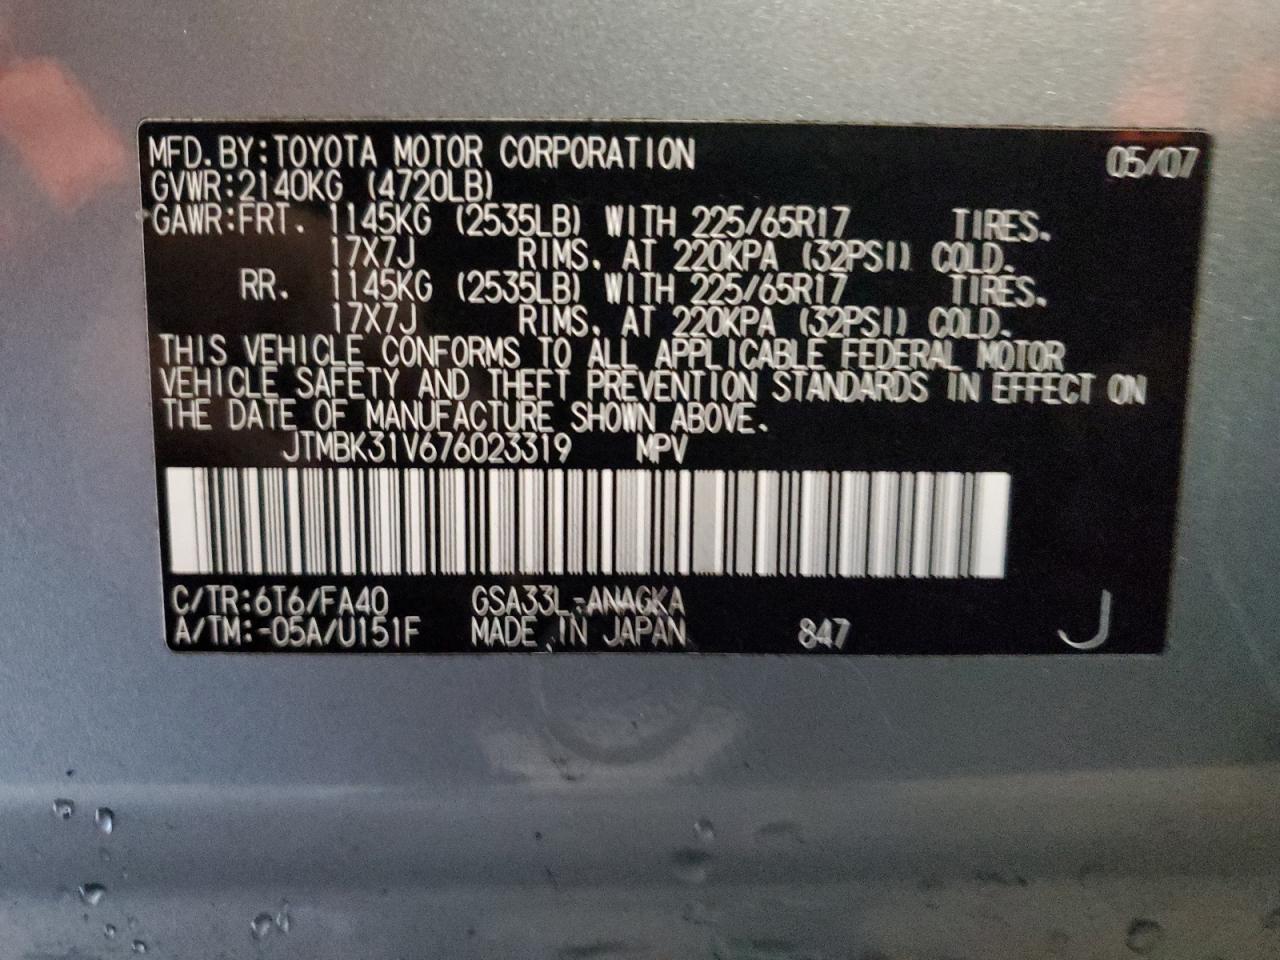 MFD. BY: TOYOTA MOTOR CORPORATION 05/07
GVWR: 2140KG (4720LB)
GAWR: FRT. 1145KG (2535LB) WITH 225/65R17 TIRES.
17X7J RIMS. AT 220KPA (32PSI) COLD.
RR. 1145KG (2535LB) WITH 225/65R17 TIRES.
17X7J RIMS. AT 220KPA (32PSI) COLD.
THIS VEHICLE CONFORMS TO ALL APPLICABLE FEDERAL MOTOR
VEHICLE SAFETY AND THEFT PREVENTION STANDARDS IN EFFECT ON
THE DATE OF MANUFACTURE SHOWN ABOVE.
JTMBK31V676023319 MPV
C/TR: 6T6/FA40 GSA33L-ANAGKA
A/TM: -05A/U151F MADE IN JAPAN 847 J